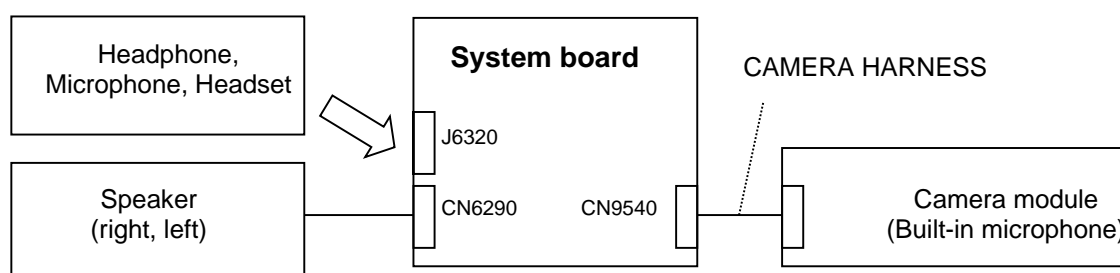 Headphone,
Microphone, Headset
System board
CAMERA HARNESS
J6320
Speaker
(right, left)
CN6290
CN9540
Camera module
(Built-in microphone)